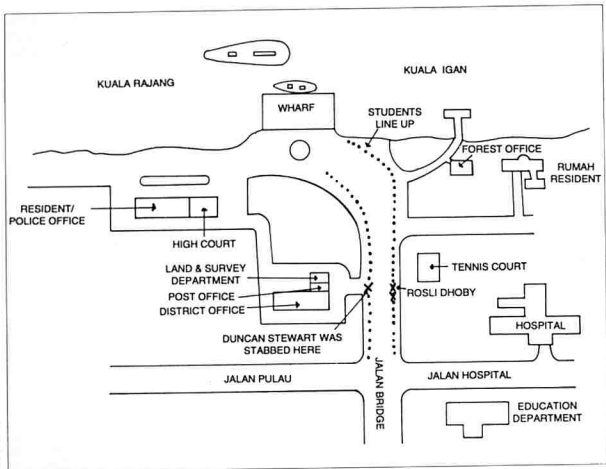 KUALA RAJANG
KUALA IGAN
WHARF
STUDENTS
LINE UP
FOREST OFFICE
RUMAH
RESIDENT
RESIDENT/
POLICE OFFICE
HIGH COURT
LAND & SURVEY
DEPARTMENT
POST OFFICE
DISTRICT OFFICE
TENNIS COURT
ROSLI DHOBY
HOSPITAL
DUNCAN STEWART WAS
STABBED HERE
JALAN PULAU
JALAN BRIDGE
JALAN HOSPITAL
EDUCATION
DEPARTMENT